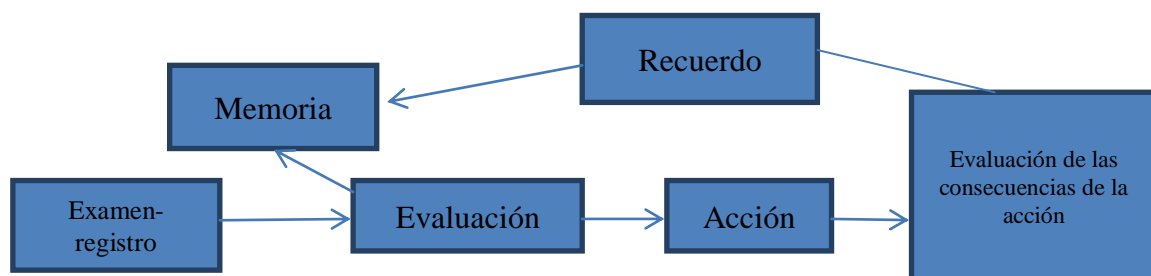 Recuerdo
Memoria
Examen-
registro
Evaluación
Acción
Evaluación de las
consecuencias de la
acción